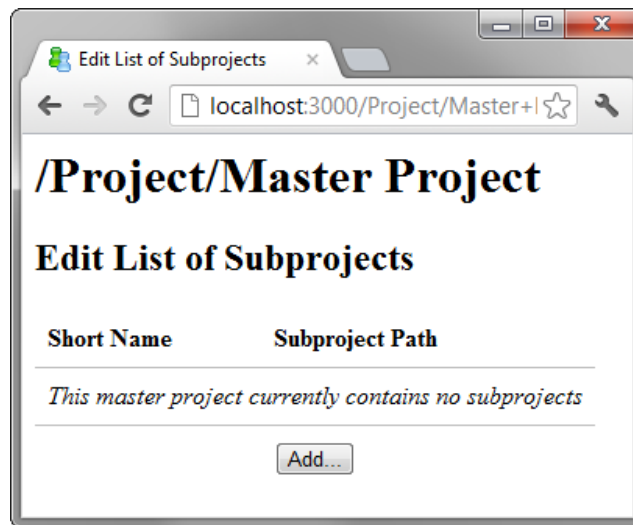 Edit List of Subprojects
localhost:3000/Project/Master+
/Project/Master Project
Edit List of Subprojects
Short Name Subproject Path
This master project currently contains no subprojects
Add...